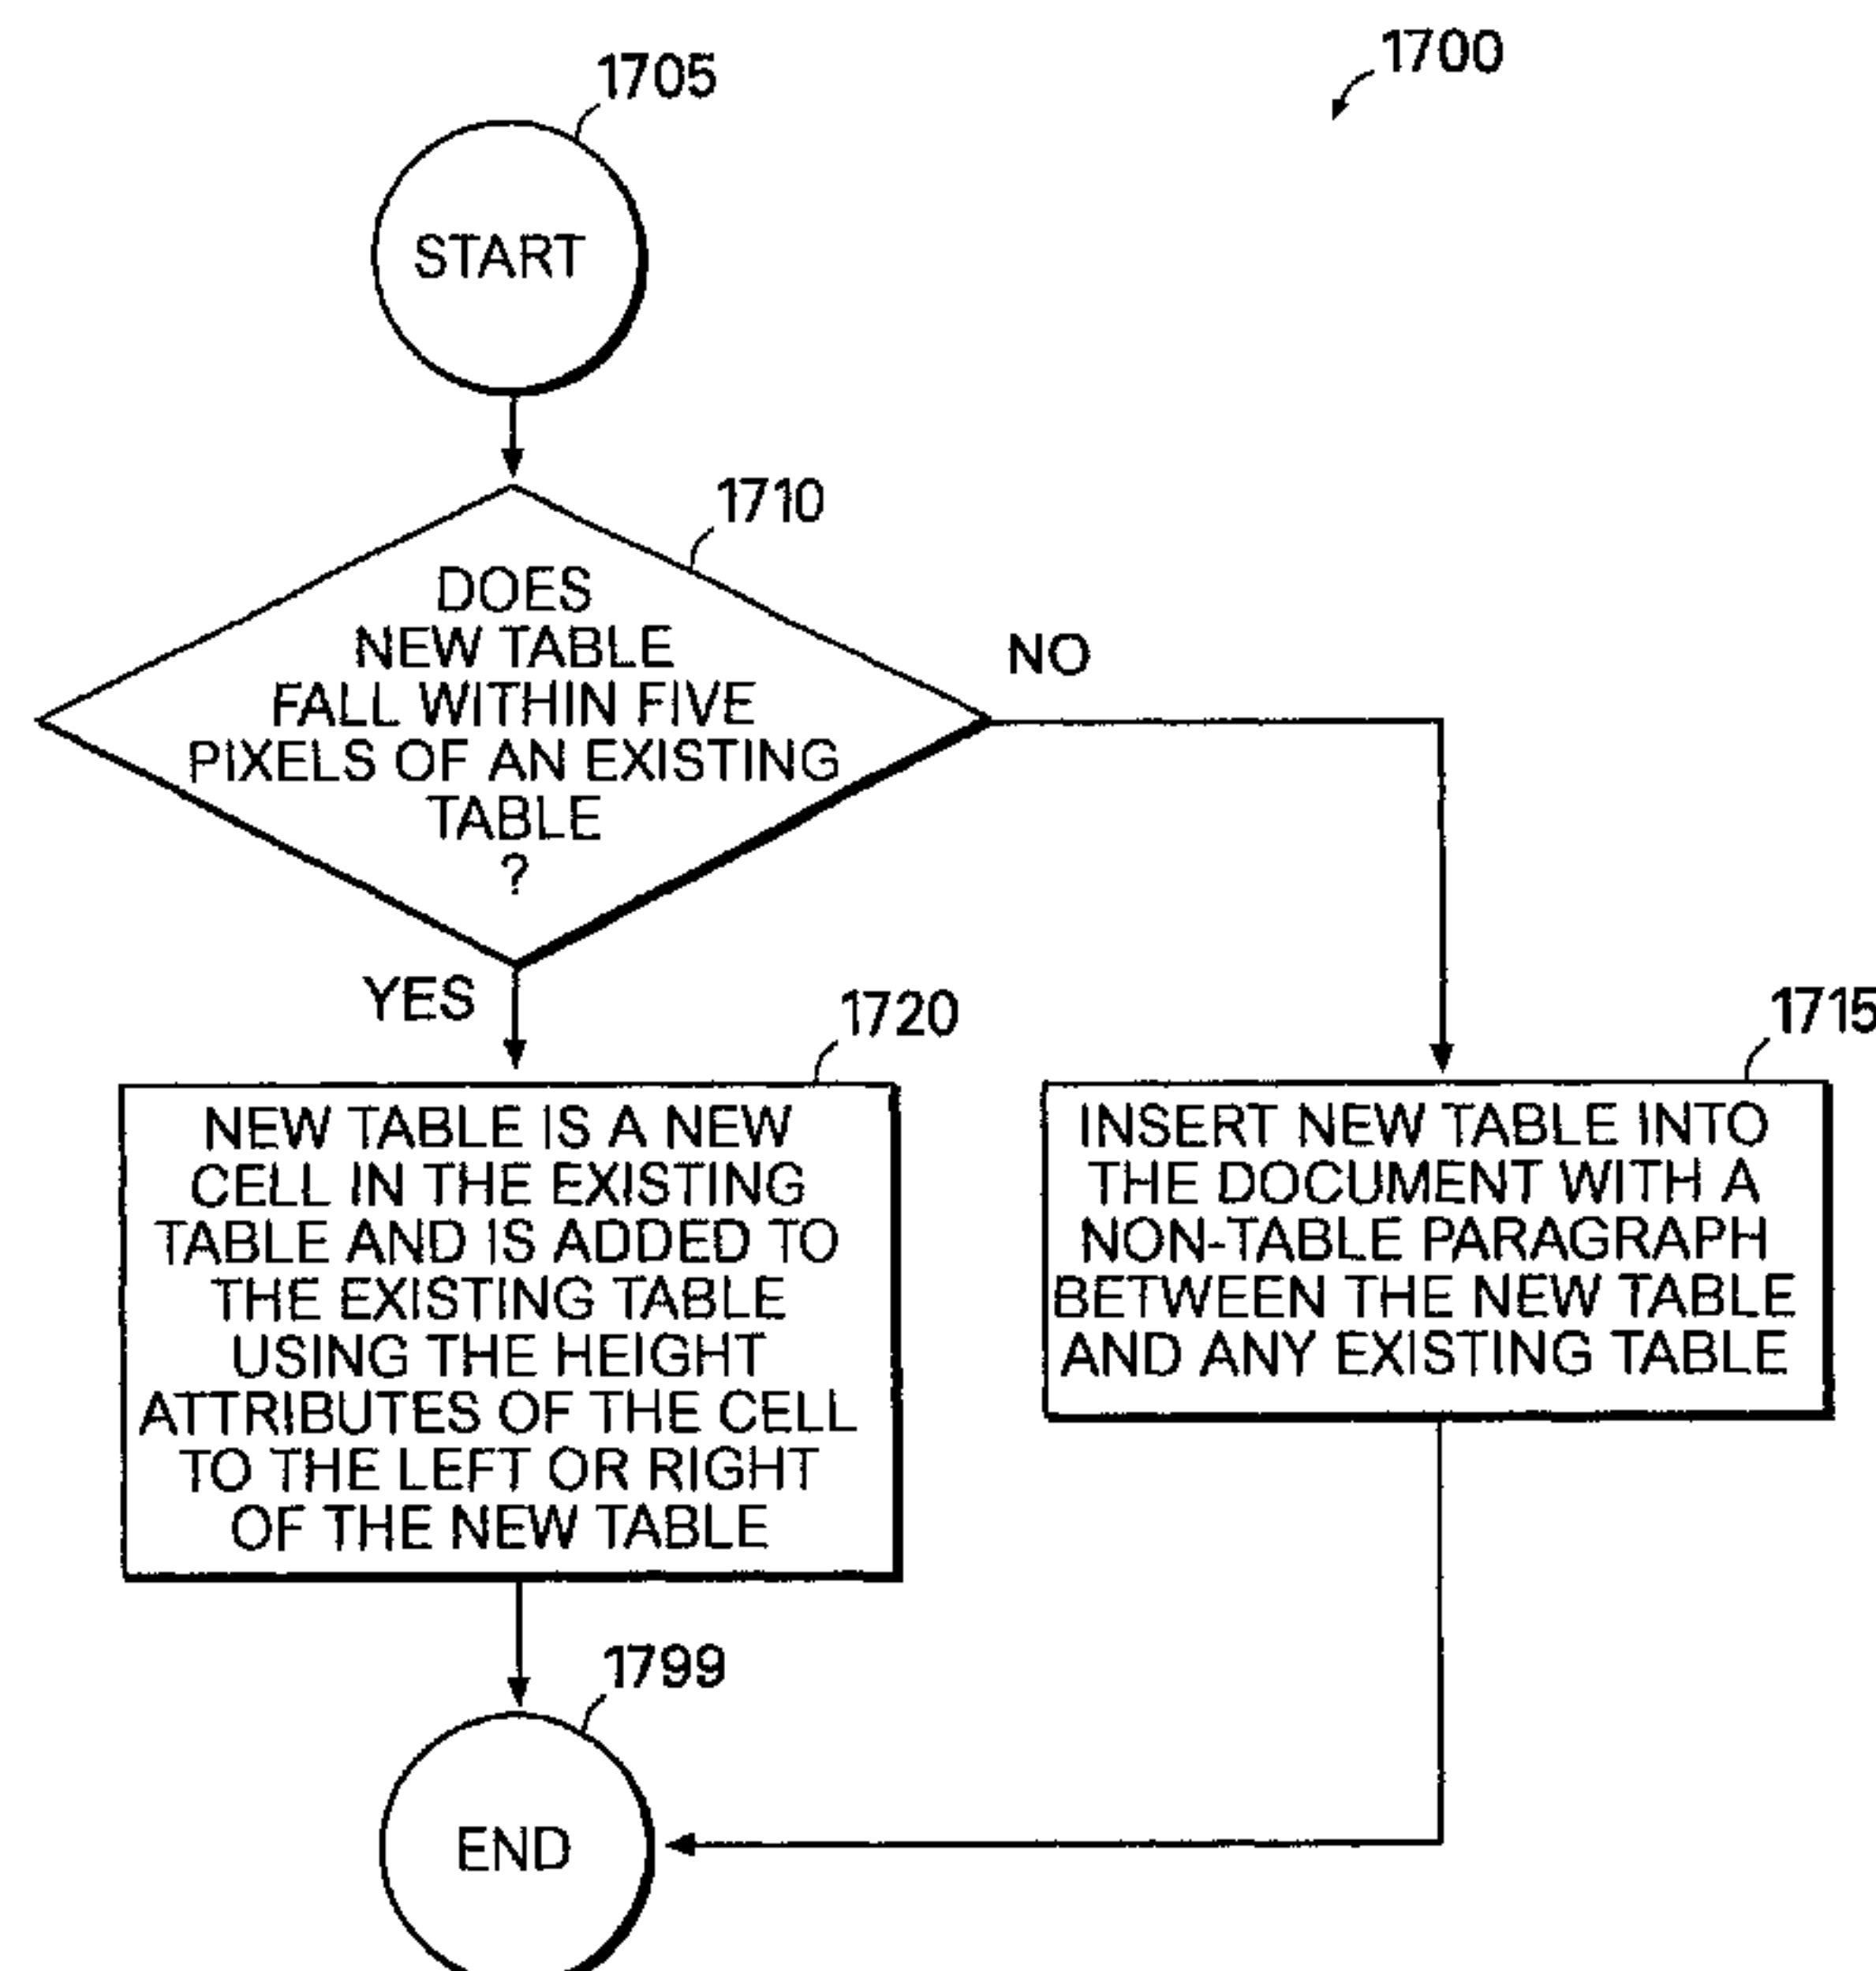 1700
1705
START
1710
DOES
NEW TABLE
FALL WITHIN FIVE
PIXELS OF AN EXISTING
TABLE
?
NO
YES
1720
NEW TABLE IS A NEW
CELL IN THE EXISTING
TABLE AND IS ADDED TO
THE EXISTING TABLE
USING THE HEIGHT
ATTRIBUTES OF THE CELL
TO THE LEFT OR RIGHT
OF THE NEW TABLE
1715
INSERT NEW TABLE INTO
THE DOCUMENT WITH A
NON-TABLE PARAGRAPH
BETWEEN THE NEW TABLE
AND ANY EXISTING TABLE
1799
END